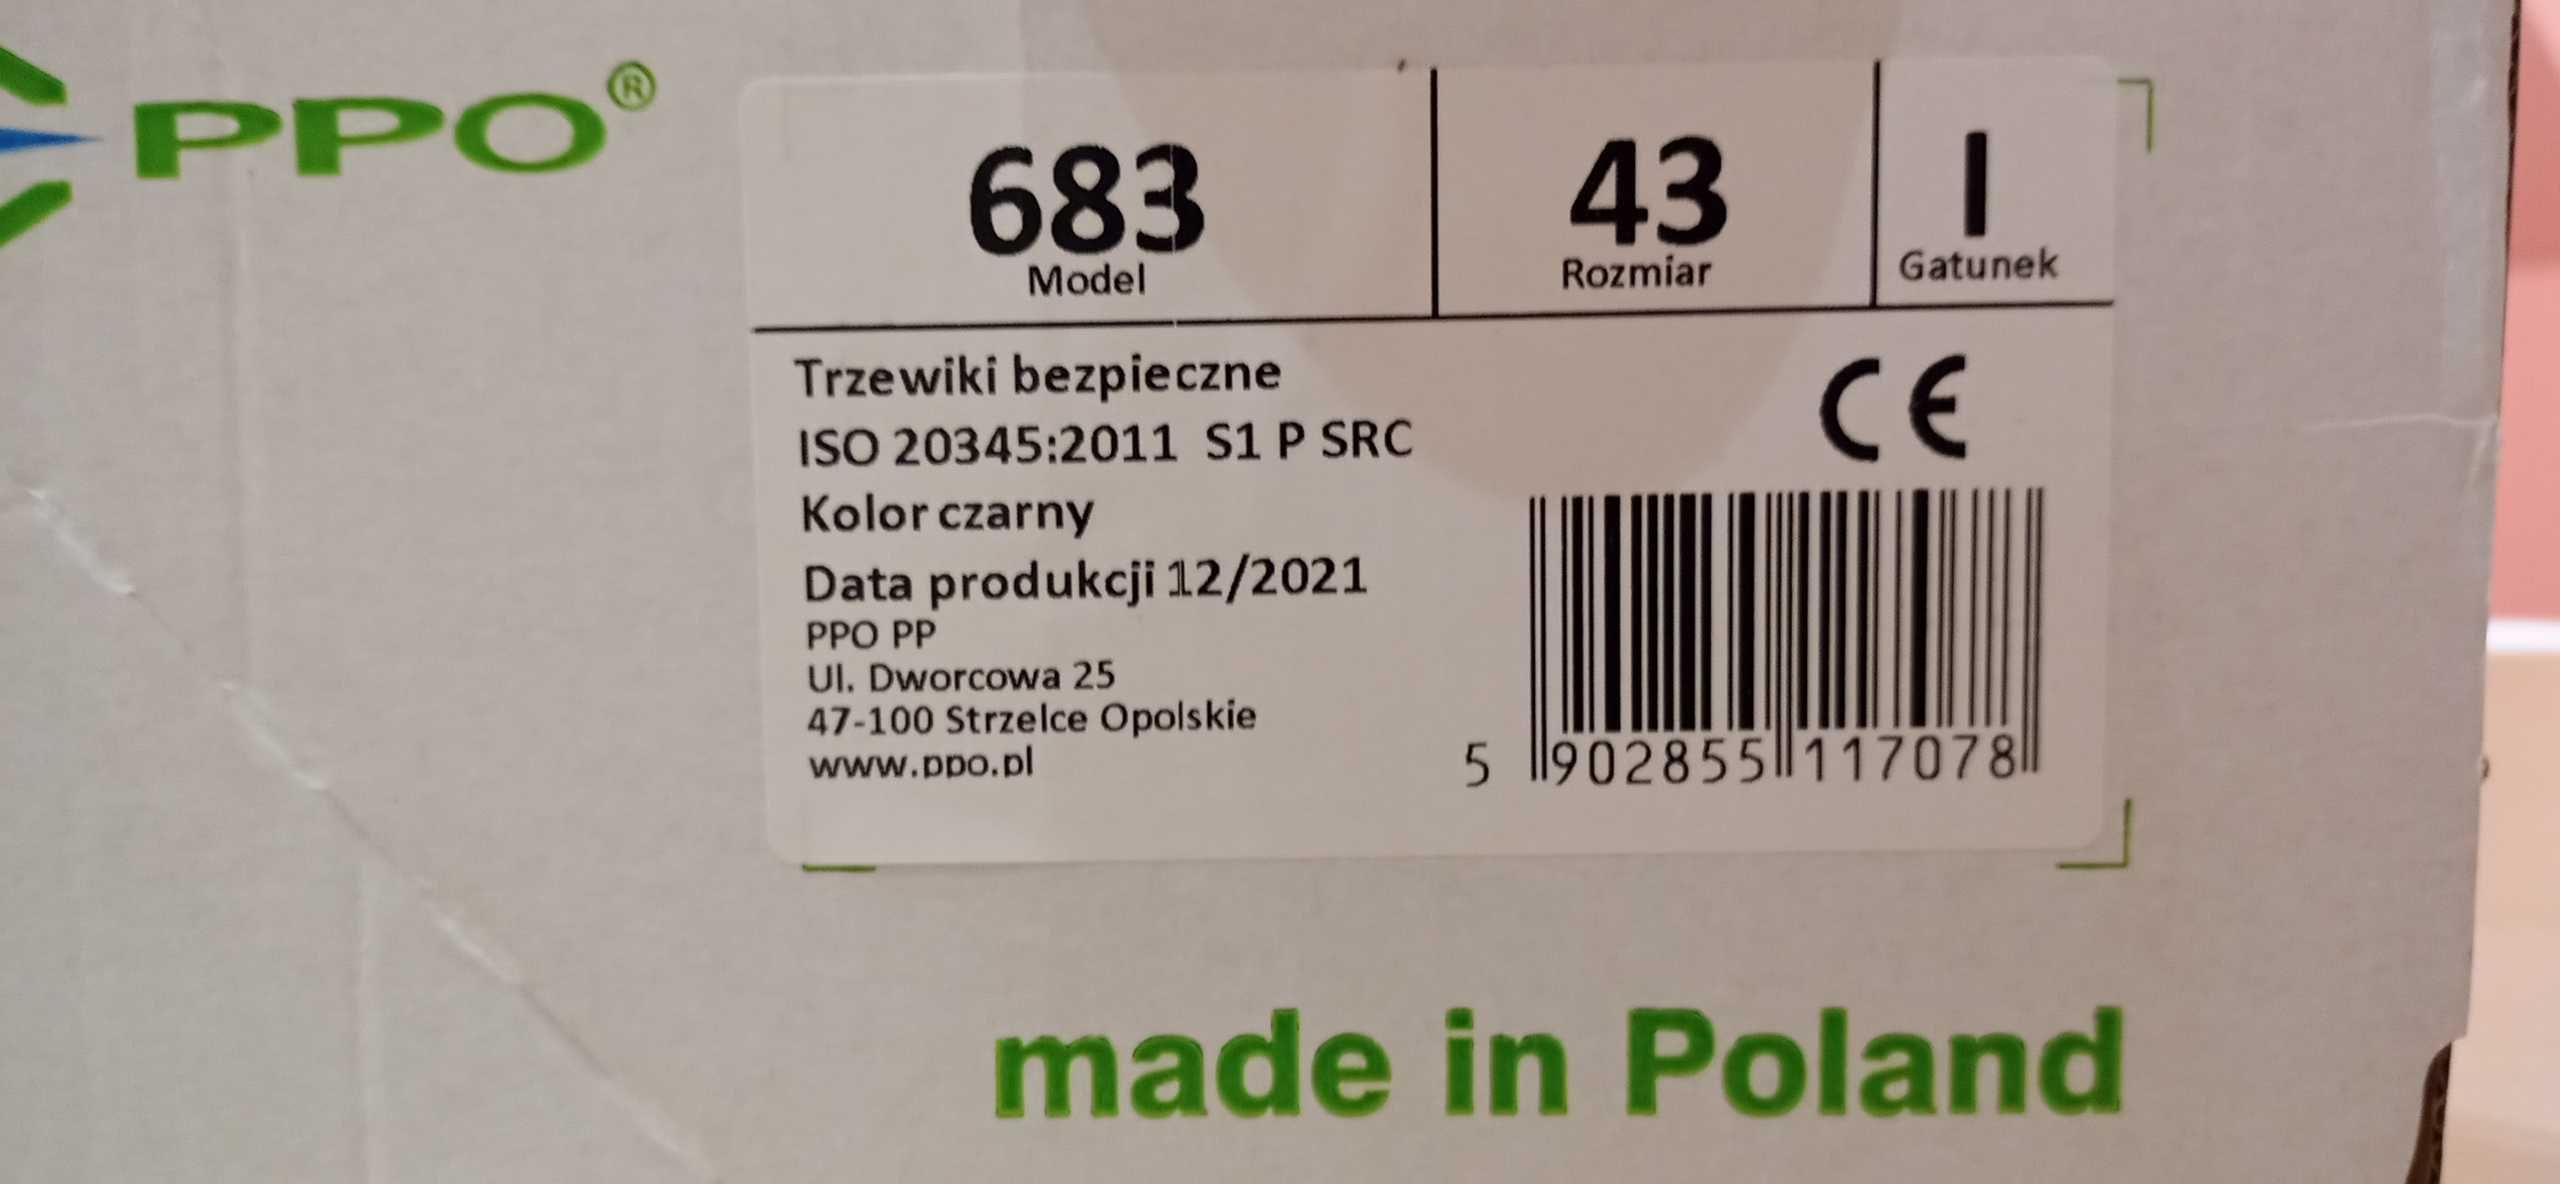 PPO®
683
Model
43
Rozmiar
I
Gatunek
Trzewiki bezpieczne
ISO 20345:2011 S1 P SRC
Kolor czarny
Data produkcji 12/2021
PPO PP
Ul. Dworcowa 25
47-100 Strzelce Opolskie
www.ppo.pl
CE
5 902855 117078
made in Poland